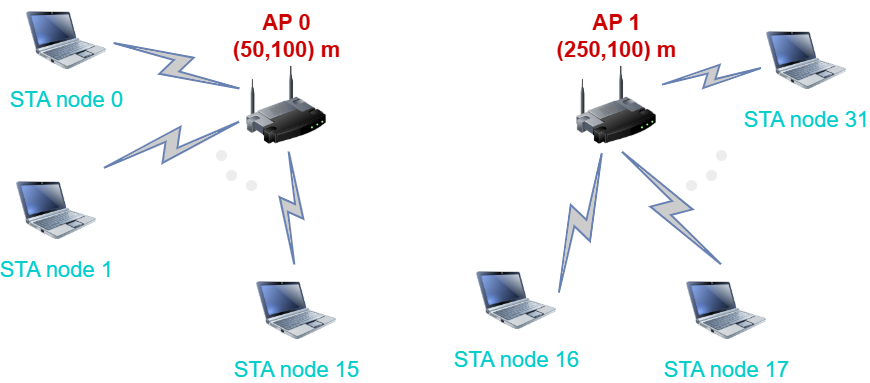 AP 0
(50,100) m
AP 1
(250,100) m
STA node 0
STA node 31
STA node 1
STA node 15
STA node 16
STA node 17